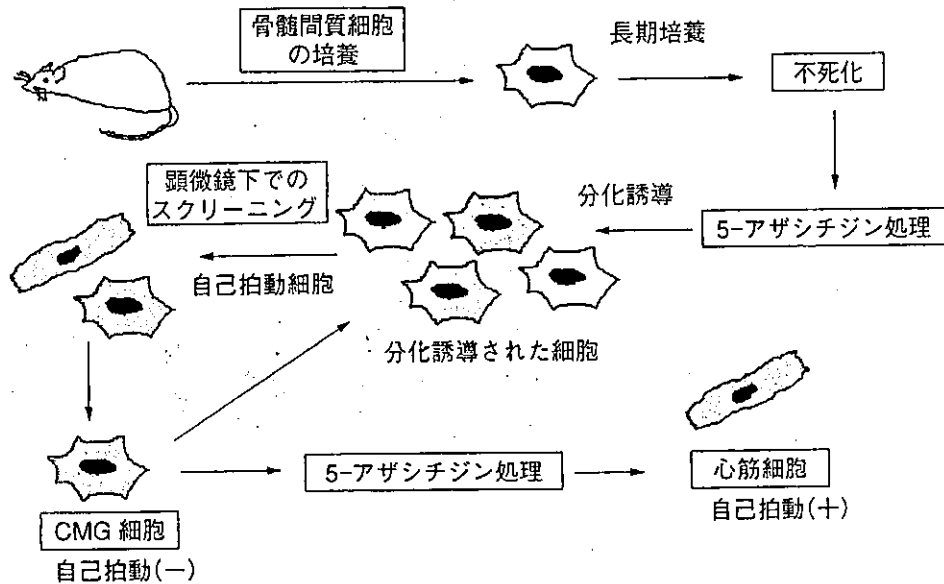 骨髄間質細胞
の培養
長期培養
不死化
5-アザシチジン処理
分化誘導
顕微鏡下での
スクリーニング
自己拍動細胞
分化誘導された細胞
CMG 細胞
自己拍動(−)
5-アザシチジン処理
心筋細胞
自己拍動(+)